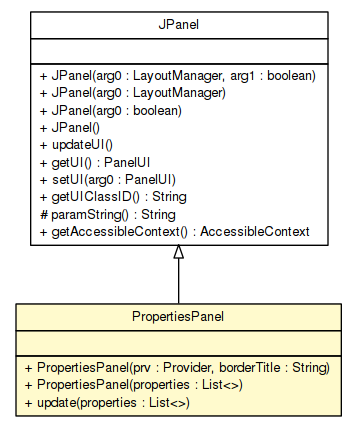 JPanel
+ JPanel(arg0 : LayoutManager, arg1 : boolean)
+ JPanel(arg0 : LayoutManager)
+ JPanel(arg0 : boolean)
+ JPanel()
+ updateUI()
+ getUI() : PanelUI
+ setUI(arg0 : PanelUI)
+ getUIClassID() : String
# paramString() : String
+ getAccessibleContext() : AccessibleContext
PropertiesPanel
+ PropertiesPanel(prv : Provider, borderTitle : String)
+ PropertiesPanel(properties : List<>)
+ update(properties : List<>)